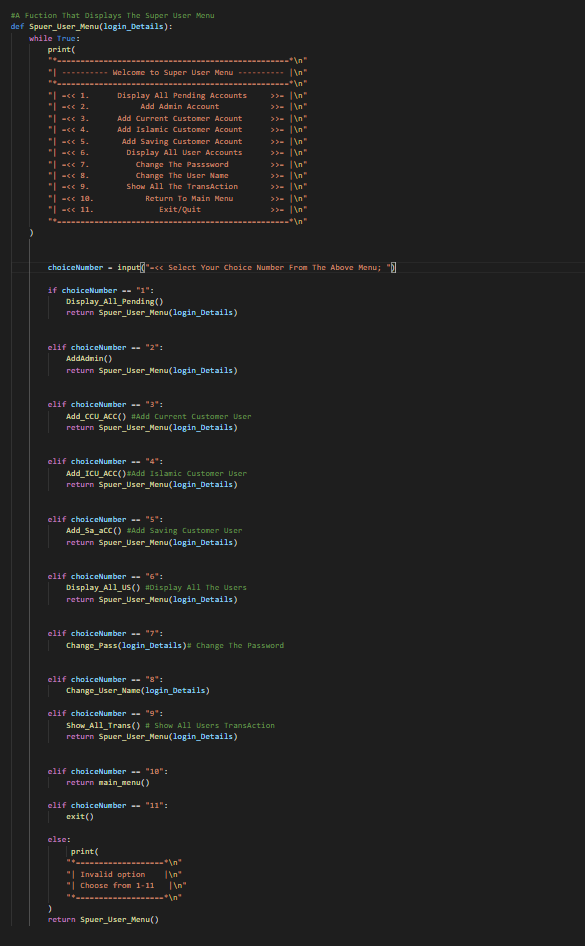 #A Fuction That Displays The Super User Menu
def Spuer_User_Menu(login_Details):
while True:
print(
"*==================================================*\n"
"| ---------- Welcome to Super User Menu ---------- |\n"
"*==================================================*\n"
"| =<< 1. Display All Pending Accounts >>= |\n"
"| =<< 2. Add Admin Account >>= |\n"
"| =<< 3. Add Current Customer Acount >>= |\n"
"| =<< 4. Add Islamic Customer Acount >>= |\n"
"| =<< 5. Add Saving Customer Acount >>= |\n"
"| =<< 6. Display All User Accounts >>= |\n"
"| =<< 7. Change The Passsword >>= |\n"
"| =<< 8. Change The User Name >>= |\n"
"| =<< 9. Show All The TransAction >>= |\n"
"| =<< 10. Return To Main Menu >>= |\n"
"| =<< 11. Exit/Quit >>= |\n"
"*==================================================*\n"
)
choiceNumber = input("=<< Select Your Choice Number From The Above Menu; ")
if choiceNumber == "1":
Display_All_Pending()
return Spuer_User_Menu(login_Details)
elif choiceNumber == "2":
AddAdmin()
return Spuer_User_Menu(login_Details)
elif choiceNumber == "3":
Add_CCU_ACC() #Add Current Customer User
return Spuer_User_Menu(login_Details)
elif choiceNumber == "4":
Add_ICU_ACC()#Add Islamic Customer User
return Spuer_User_Menu(login_Details)
elif choiceNumber == "5":
Add_Sa_aCC() #Add Saving Customer User
return Spuer_User_Menu(login_Details)
elif choiceNumber == "6":
Display_All_US() #Display All The Users
return Spuer_User_Menu(login_Details)
elif choiceNumber == "7":
Change_Pass(login_Details)# Change The Password
elif choiceNumber == "8":
Change_User_Name(login_Details)
elif choiceNumber == "9":
Show_All_Trans() # Show All Users TransAction
return Spuer_User_Menu(login_Details)
elif choiceNumber == "10":
return main_menu()
elif choiceNumber == "11":
exit()
else:
print(
"*===================*\n"
"| Invalid option |\n"
"| Choose from 1-11 |\n"
"*===================*\n"
)
return Spuer_User_Menu()